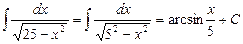 ∫ dx / √(25 − x²) = ∫ dx / √(5² − x²) = arcsin x/5 + C